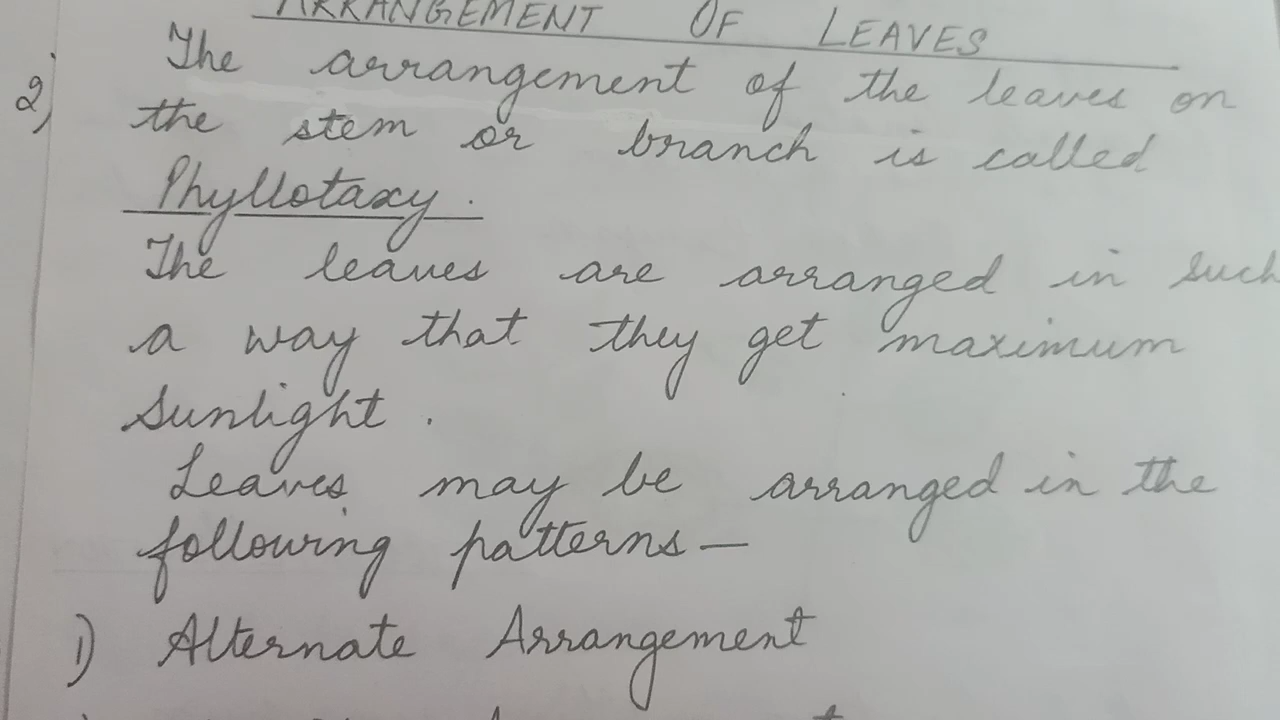 ARRANGEMENT OF LEAVES
2) The arrangement of the leaves on
the stem or branch is called
Phyllotaxy.
The leaves are arranged in such
a way that they get maximum
Sunlight.
Leaves may be arranged in the
following patterns —
1) Alternate Arrangement